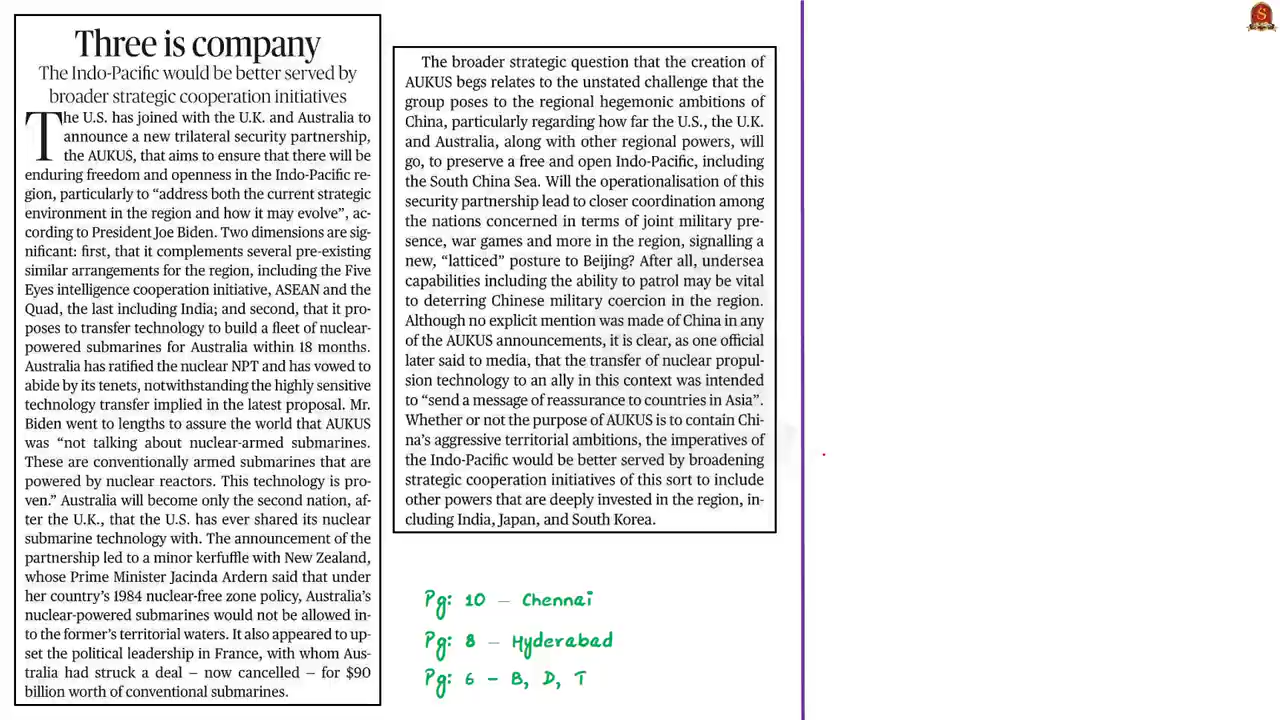 Three is company
The Indo-Pacific would be better served by
broader strategic cooperation initiatives
The U.S. has joined with the U.K. and Australia to
announce a new trilateral security partnership,
the AUKUS, that aims to ensure that there will be
enduring freedom and openness in the Indo-Pacific re-
gion, particularly to “address both the current strategic
environment in the region and how it may evolve”, ac-
cording to President Joe Biden. Two dimensions are sig-
nificant: first, that it complements several pre-existing
similar arrangements for the region, including the Five
Eyes intelligence cooperation initiative, ASEAN and the
Quad, the last including India; and second, that it pro-
poses to transfer technology to build a fleet of nuclear-
powered submarines for Australia within 18 months.
Australia has ratified the nuclear NPT and has vowed to
abide by its tenets, notwithstanding the highly sensitive
technology transfer implied in the latest proposal. Mr.
Biden went to lengths to assure the world that AUKUS
was “not talking about nuclear-armed submarines.
These are conventionally armed submarines that are
powered by nuclear reactors. This technology is pro-
ven.” Australia will become only the second nation, af-
ter the U.K., that the U.S. has ever shared its nuclear
submarine technology with. The announcement of the
partnership led to a minor kerfuffle with New Zealand,
whose Prime Minister Jacinda Ardern said that under
her country’s 1984 nuclear-free zone policy, Australia’s
nuclear-powered submarines would not be allowed in-
to the former’s territorial waters. It also appeared to up-
set the political leadership in France, with whom Aus-
tralia had struck a deal – now cancelled – for $90
billion worth of conventional submarines.
The broader strategic question that the creation of
AUKUS begs relates to the unstated challenge that the
group poses to the regional hegemonic ambitions of
China, particularly regarding how far the U.S., the U.K.
and Australia, along with other regional powers, will
go, to preserve a free and open Indo-Pacific, including
the South China Sea. Will the operationalisation of this
security partnership lead to closer coordination among
the nations concerned in terms of joint military pre-
sence, war games and more in the region, signalling a
new, “latticed” posture to Beijing? After all, undersea
capabilities including the ability to patrol may be vital
to deterring Chinese military coercion in the region.
Although no explicit mention was made of China in any
of the AUKUS announcements, it is clear, as one official
later said to media, that the transfer of nuclear propul-
sion technology to an ally in this context was intended
to “send a message of reassurance to countries in Asia”.
Whether or not the purpose of AUKUS is to contain Chi-
na’s aggressive territorial ambitions, the imperatives of
the Indo-Pacific would be better served by broadening
strategic cooperation initiatives of this sort to include
other powers that are deeply invested in the region, in-
cluding India, Japan, and South Korea.
Pg: 10 – Chennai
Pg: 8 – Hyderabad
Pg: 6 – B, D, T